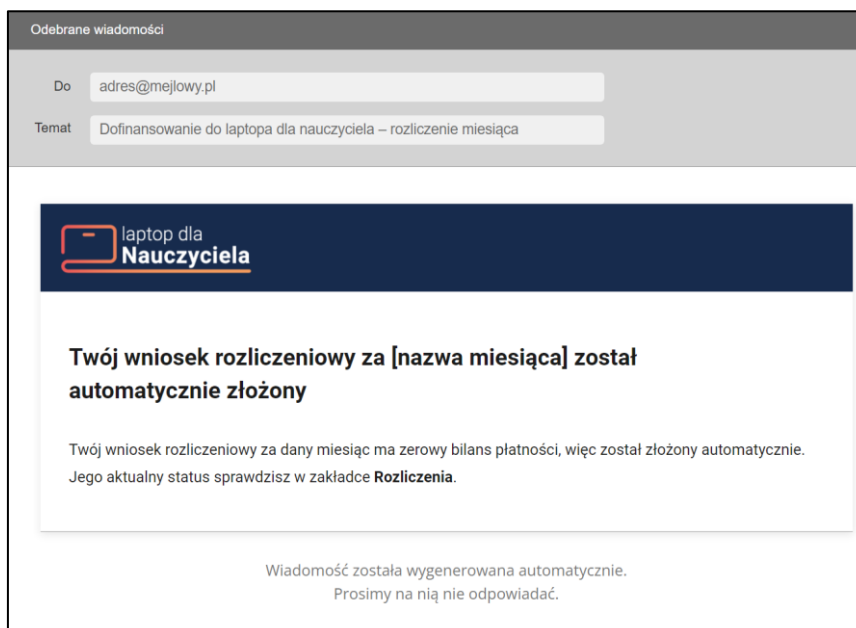 Odebrane wiadomości
Do adres@mejlowy.pl
Temat Dofinansowanie do laptopa dla nauczyciela – rozliczenie miesiąca
laptop dla
Nauczyciela
Twój wniosek rozliczeniowy za [nazwa miesiąca] został
automatycznie złożony
Twój wniosek rozliczeniowy za dany miesiąc ma zerowy bilans płatności, więc został złożony automatycznie.
Jego aktualny status sprawdzisz w zakładce Rozliczenia.
Wiadomość została wygenerowana automatycznie.
Prosimy na nią nie odpowiadać.